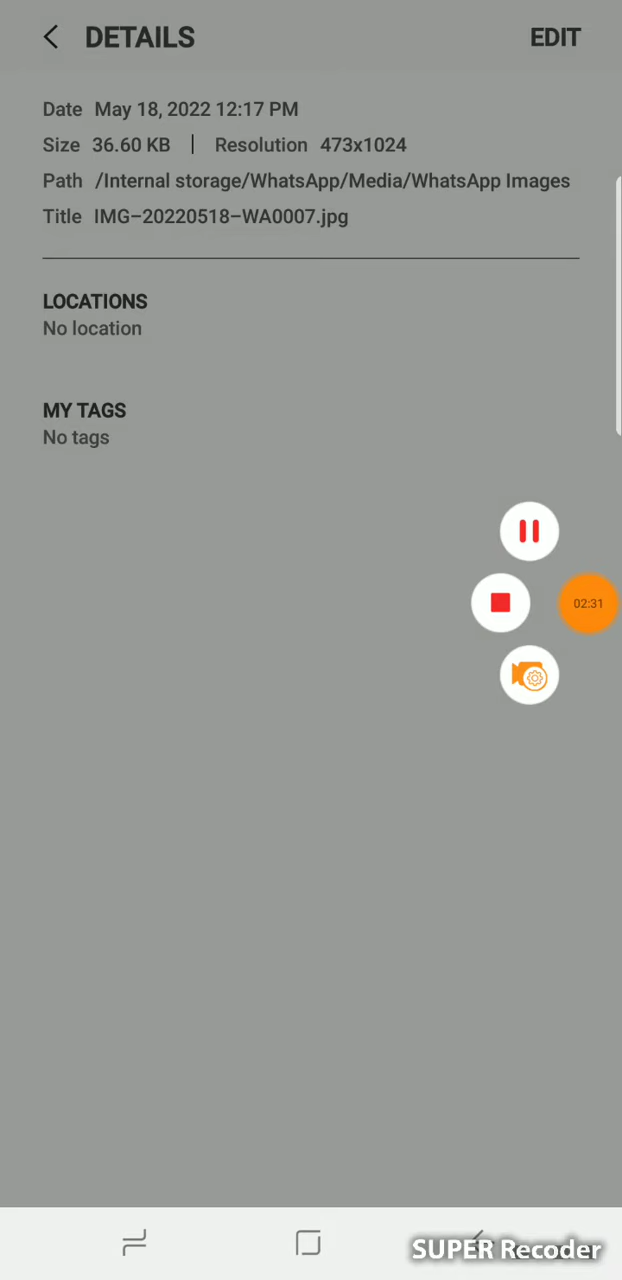 DETAILS EDIT
Date May 18, 2022 12:17 PM
Size 36.60 KB | Resolution 473x1024
Path /Internal storage/WhatsApp/Media/WhatsApp Images
Title IMG-20220518-WA0007.jpg
LOCATIONS
No location
MY TAGS
No tags
02:31
SUPER Recoder